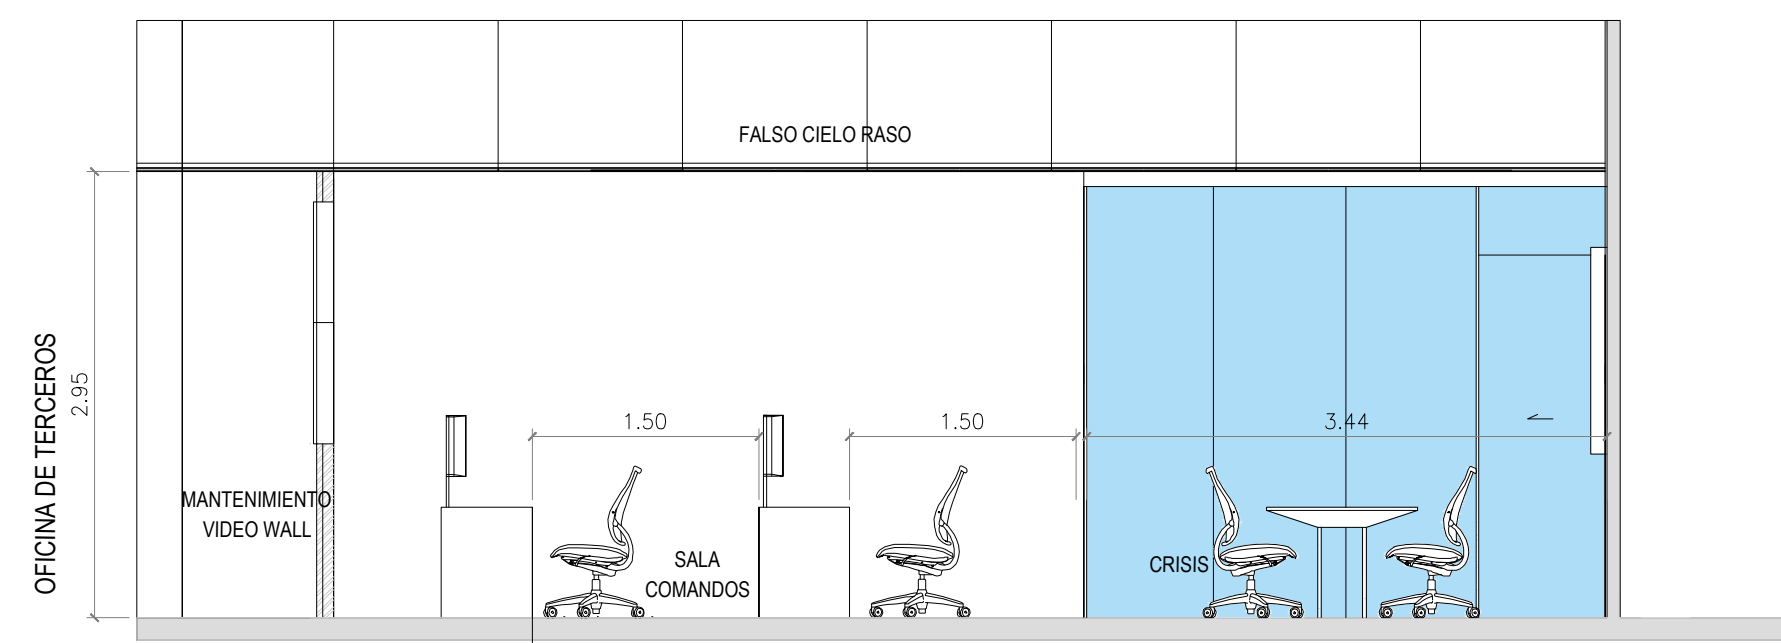 FALSO CIELO RASO
OFICINA DE TERCEROS
2.95
1.50
1.50
3.44
MANTENIMIENTO
VIDEO WALL
SALA
COMANDOS
CRISIS